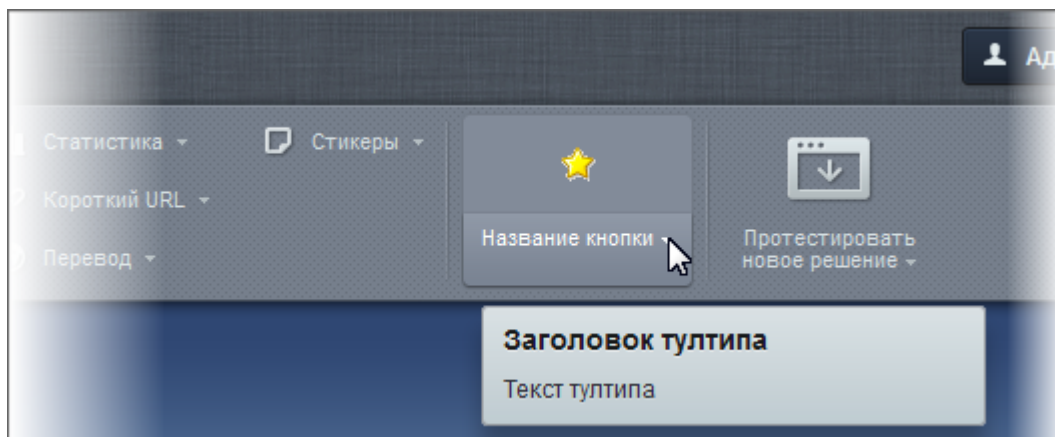 Ад
Статистика
Стикеры
Короткий URL
Перевод
Название кнопки
Протестировать
новое решение
Заголовок тултипа
Текст тултипа